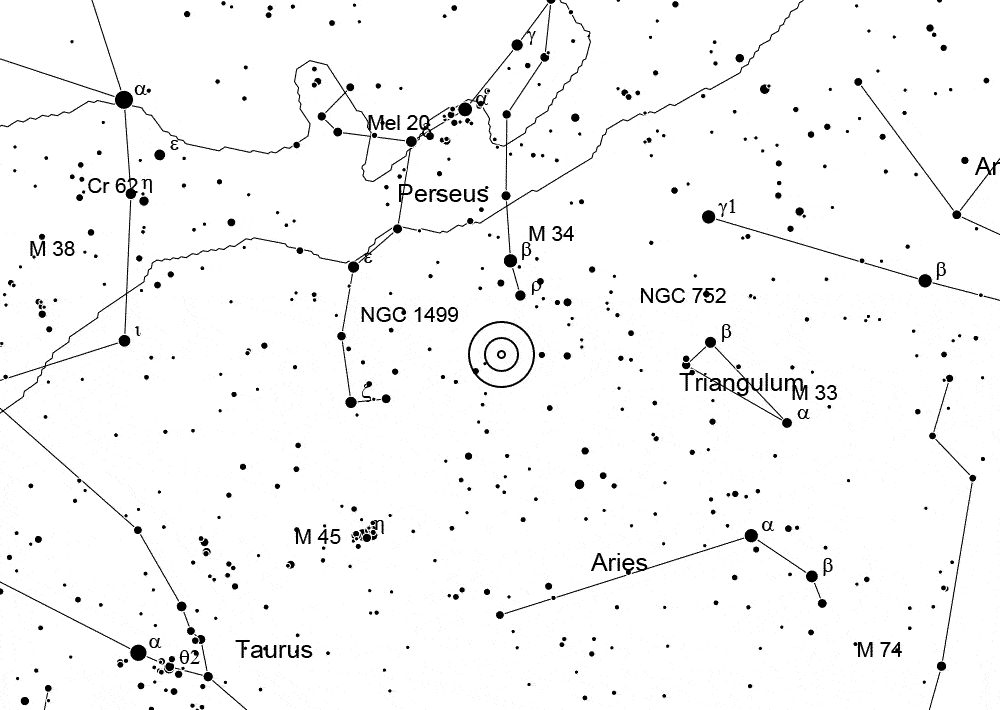 γ
Ar
α
α
Mel 20
ε
Cr 62 η
Perseus
γ1
M 38
M 34
β
ε
β
ρ
NGC 752
NGC 1499
ι
β
Triangulum
M 33
ζ
α
M 45
η
α
Aries
β
α
θ2
Taurus
M 74